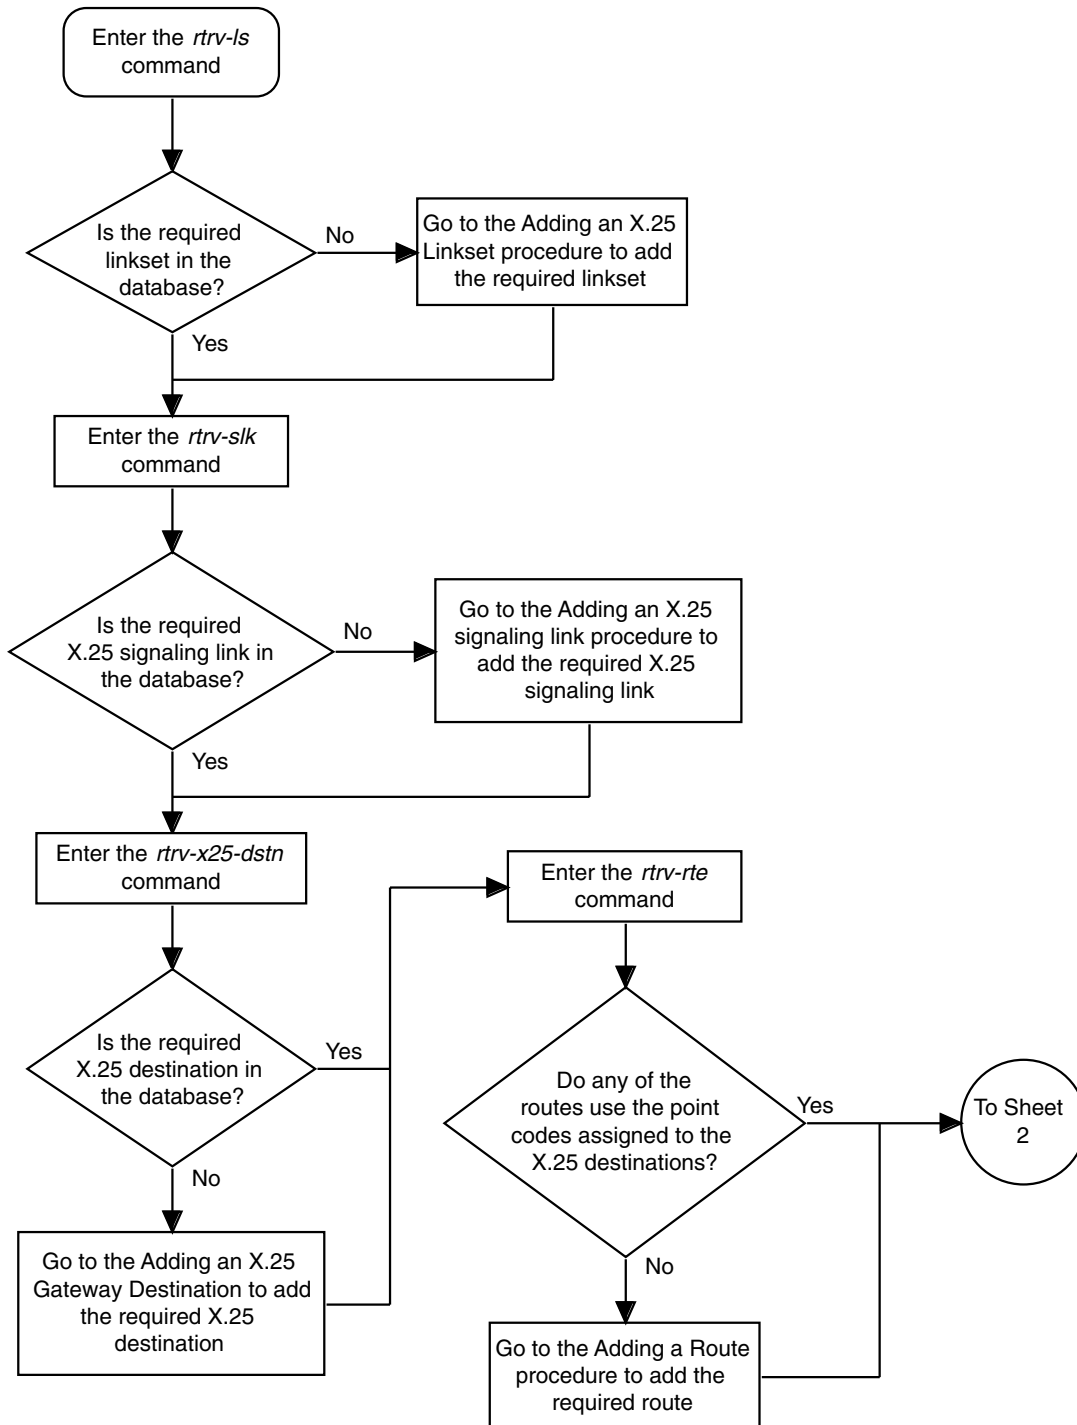 Enter the rtrv-ls
command
Is the required
linkset in the
database?
No
Go to the Adding an X.25
Linkset procedure to add
the required linkset
Yes
Enter the rtrv-slk
command
Is the required
X.25 signaling link in
the database?
No
Go to the Adding an X.25
signaling link procedure to
add the required X.25
signaling link
Yes
Enter the rtrv-x25-dstn
command
Is the required
X.25 destination in
the database?
Yes
No
Go to the Adding an X.25
Gateway Destination to add
the required X.25
destination
Enter the rtrv-rte
command
Do any of the
routes use the point
codes assigned to the
X.25 destinations?
Yes
To Sheet
2
No
Go to the Adding a Route
procedure to add the
required route